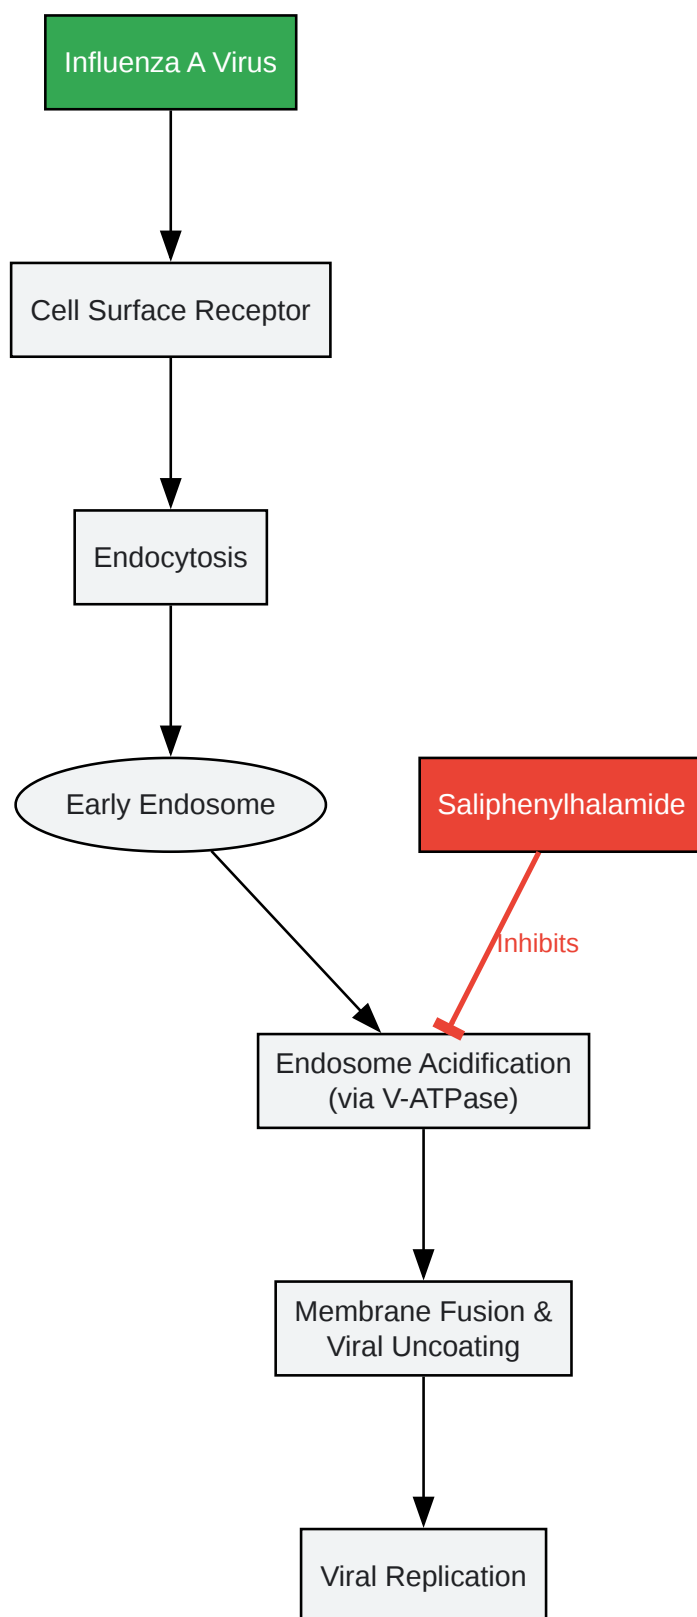 Influenza A Virus
Cell Surface Receptor
Endocytosis
Early Endosome
Saliphenylhalamide
Inhibits
Endosome Acidification
(via V-ATPase)
Membrane Fusion &
Viral Uncoating
Viral Replication